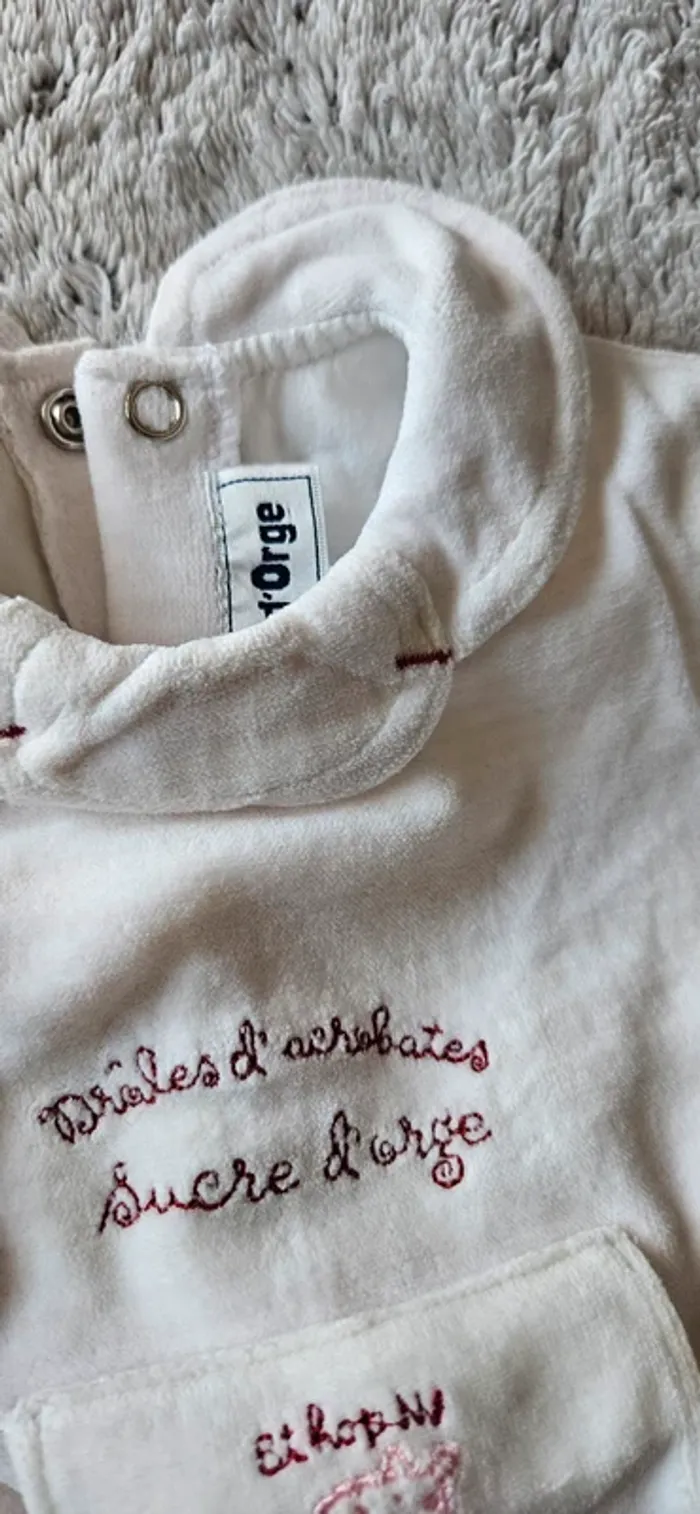 d'Orge
Drôles d'acrobates
Sucre d'orge
Et hop !!!